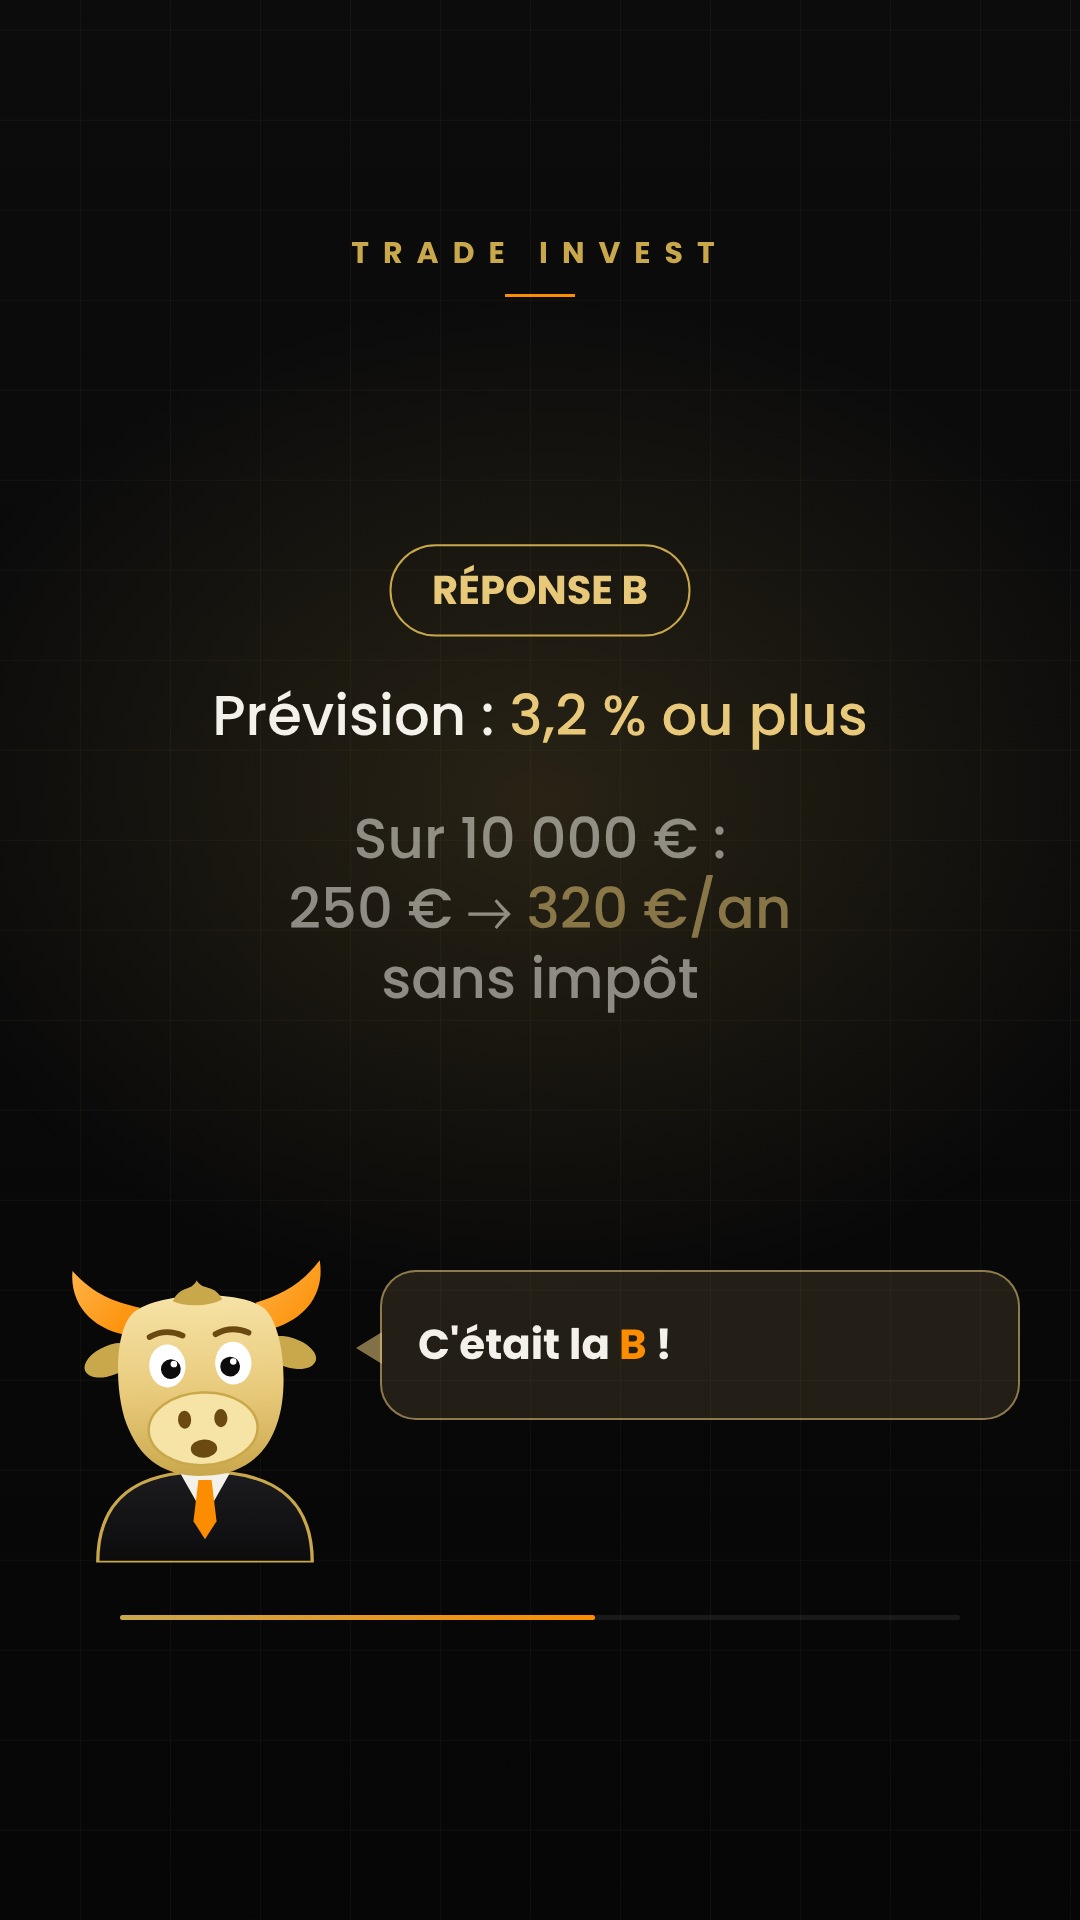 TRADE INVEST
RÉPONSE B
Prévision : 3,2 % ou plus
Sur 10 000 € :
250 € → 320 €/an
sans impôt
C'était la B !